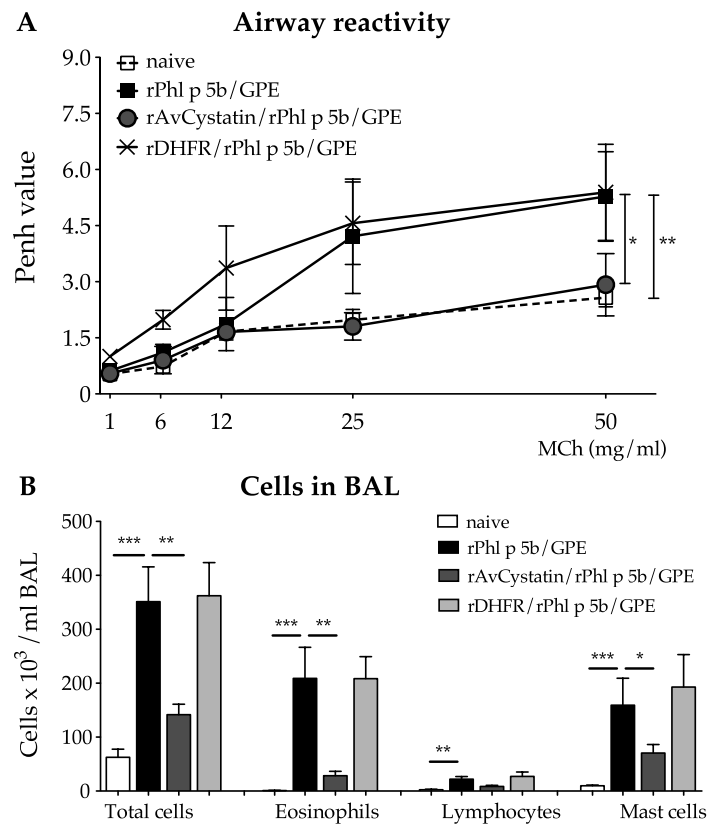 A
Airway reactivity
Penh value
9.0
7.5
6.0
4.5
3.0
1.5
0
naive
rPhl p 5b/GPE
rAvCystatin/rPhl p 5b/GPE
rDHFR/rPhl p 5b/GPE
*
**
1 6 12 25 50
MCh (mg/ml)
B
Cells in BAL
Cells x 10³ /ml BAL
500
400
300
200
100
0
naive
rPhl p 5b/GPE
rAvCystatin/rPhl p 5b/GPE
rDHFR/rPhl p 5b/GPE
*** **
*** **
**
*** *
Total cells Eosinophils Lymphocytes Mast cells